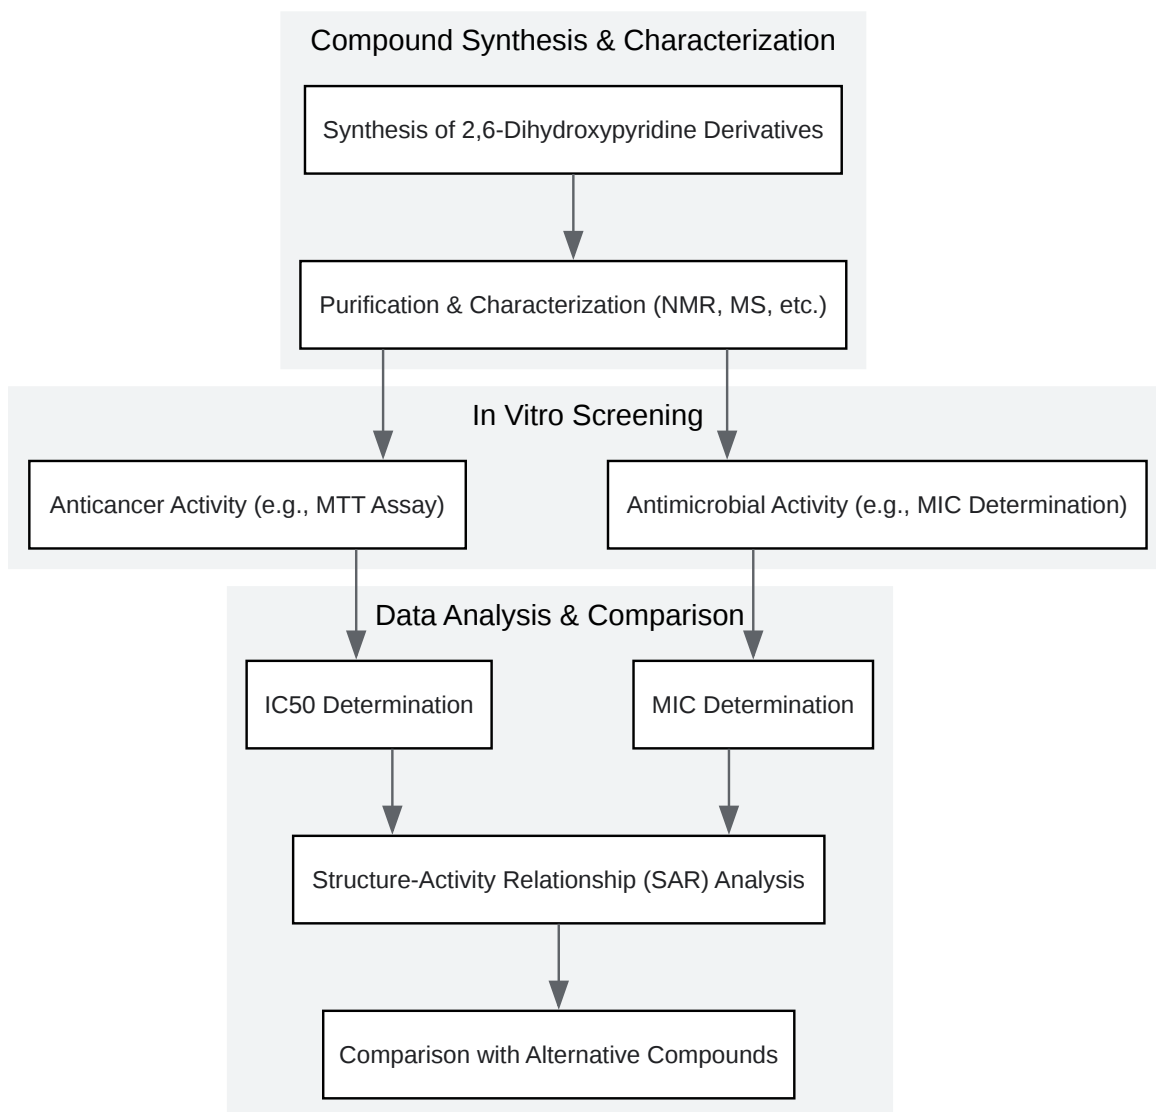 Compound Synthesis & Characterization
Synthesis of 2,6-Dihydroxypyridine Derivatives
Purification & Characterization (NMR, MS, etc.)
In Vitro Screening
Anticancer Activity (e.g., MTT Assay)
Antimicrobial Activity (e.g., MIC Determination)
Data Analysis & Comparison
IC50 Determination
MIC Determination
Structure-Activity Relationship (SAR) Analysis
Comparison with Alternative Compounds